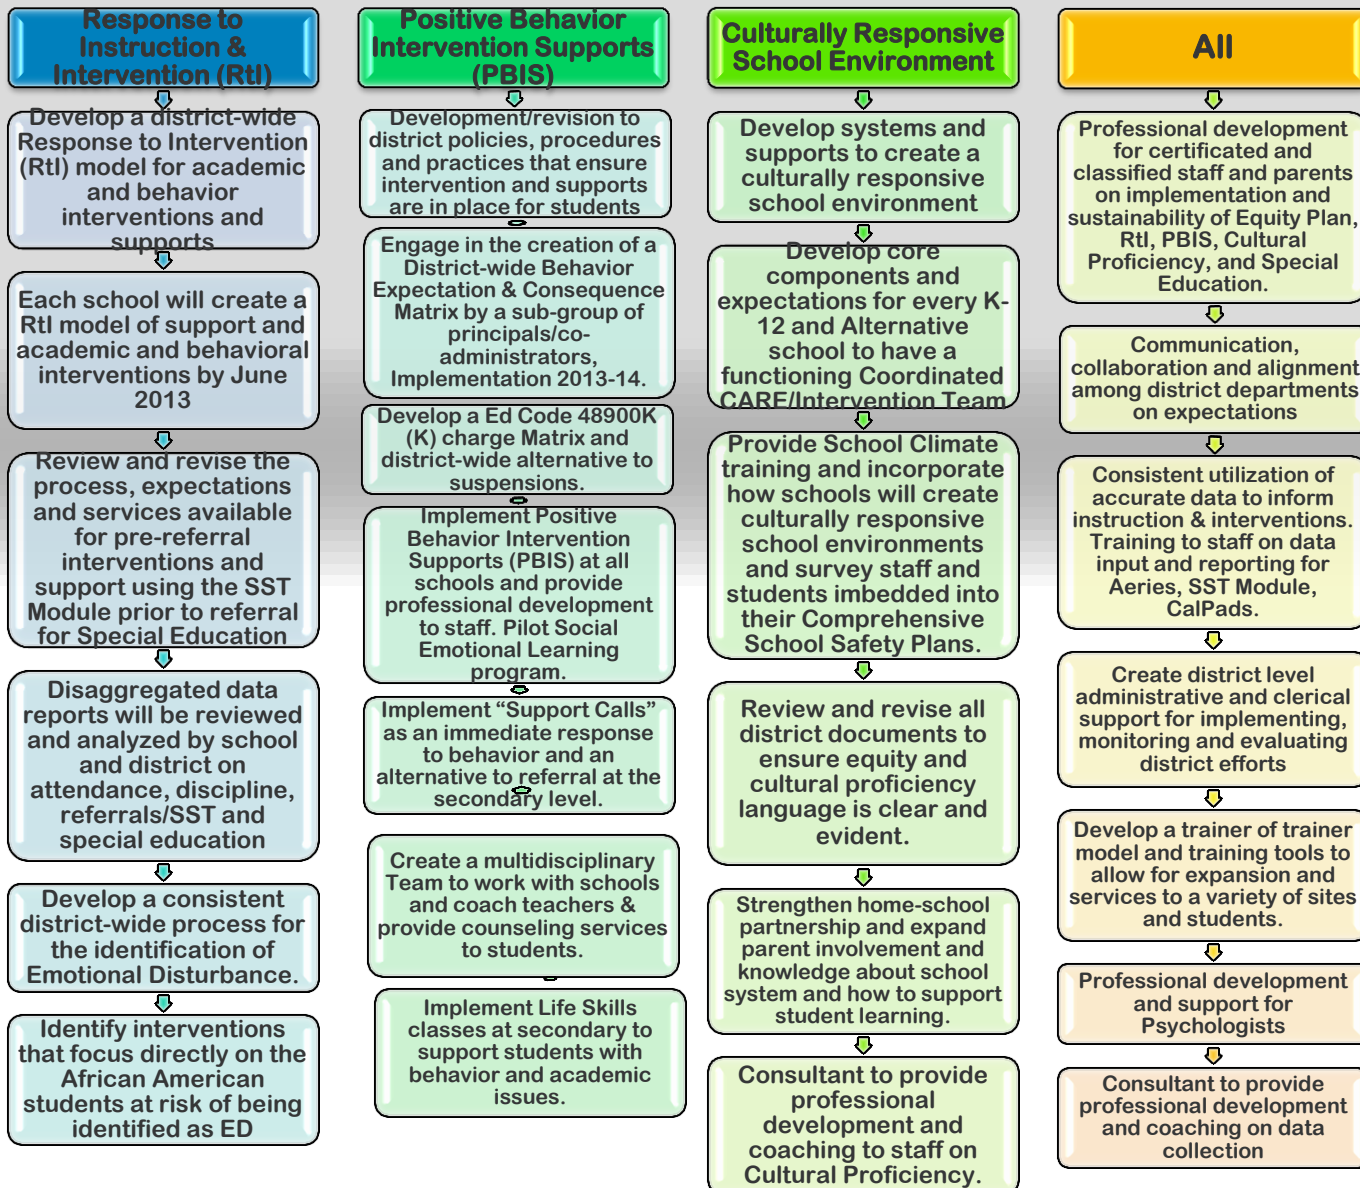 Response to
Instruction &
Intervention (RtI)
Develop a district-wide
Response to Intervention
(RtI) model for academic
and behavior
interventions and
supports
Each school will create a
RtI model of support and
academic and behavioral
interventions by June
2013
Review and revise the
process, expectations
and services available
for pre-referral
interventions and
support using the SST
Module prior to referral
for Special Education
Disaggregated data
reports will be reviewed
and analyzed by school
and district on
attendance, discipline,
referrals/SST and
special education
Develop a consistent
district-wide process for
the identification of
Emotional Disturbance.
Identify interventions
that focus directly on the
African American
students at risk of being
identified as ED
Positive Behavior
Intervention Supports
(PBIS)
Development/revision to
district policies, procedures
and practices that ensure
intervention and supports
are in place for students
Engage in the creation of a
District-wide Behavior
Expectation & Consequence
Matrix by a sub-group of
principals/co-
administrators,
Implementation 2013-14.
Develop a Ed Code 48900K
(K) charge Matrix and
district-wide alternative to
suspensions.
Implement Positive
Behavior Intervention
Supports (PBIS) at all
schools and provide
professional development
to staff. Pilot Social
Emotional Learning
program.
Implement “Support Calls”
as an immediate response
to behavior and an
alternative to referral at the
secondary level.
Create a multidisciplinary
Team to work with schools
and coach teachers &
provide counseling services
to students.
Implement Life Skills
classes at secondary to
support students with
behavior and academic
issues.
Culturally Responsive
School Environment
Develop systems and
supports to create a
culturally responsive
school environment
Develop core
components and
expectations for every K-
12 and Alternative
school to have a
functioning Coordinated
CARE/Intervention Team
Provide School Climate
training and incorporate
how schools will create
culturally responsive
school environments
and survey staff and
students imbedded into
their Comprehensive
School Safety Plans.
Review and revise all
district documents to
ensure equity and
cultural proficiency
language is clear and
evident.
Strengthen home-school
partnership and expand
parent involvement and
knowledge about school
system and how to support
student learning.
Consultant to provide
professional
development and
coaching to staff on
Cultural Proficiency.
All
Professional development
for certificated and
classified staff and parents
on implementation and
sustainability of Equity Plan,
RtI, PBIS, Cultural
Proficiency, and Special
Education.
Communication,
collaboration and alignment
among district departments
on expectations
Consistent utilization of
accurate data to inform
instruction & interventions.
Training to staff on data
input and reporting for
Aeries, SST Module,
CalPads.
Create district level
administrative and clerical
support for implementing,
monitoring and evaluating
district efforts
Develop a trainer of trainer
model and training tools to
allow for expansion and
services to a variety of sites
and students.
Professional development
and support for
Psychologists
Consultant to provide
professional development
and coaching on data
collection